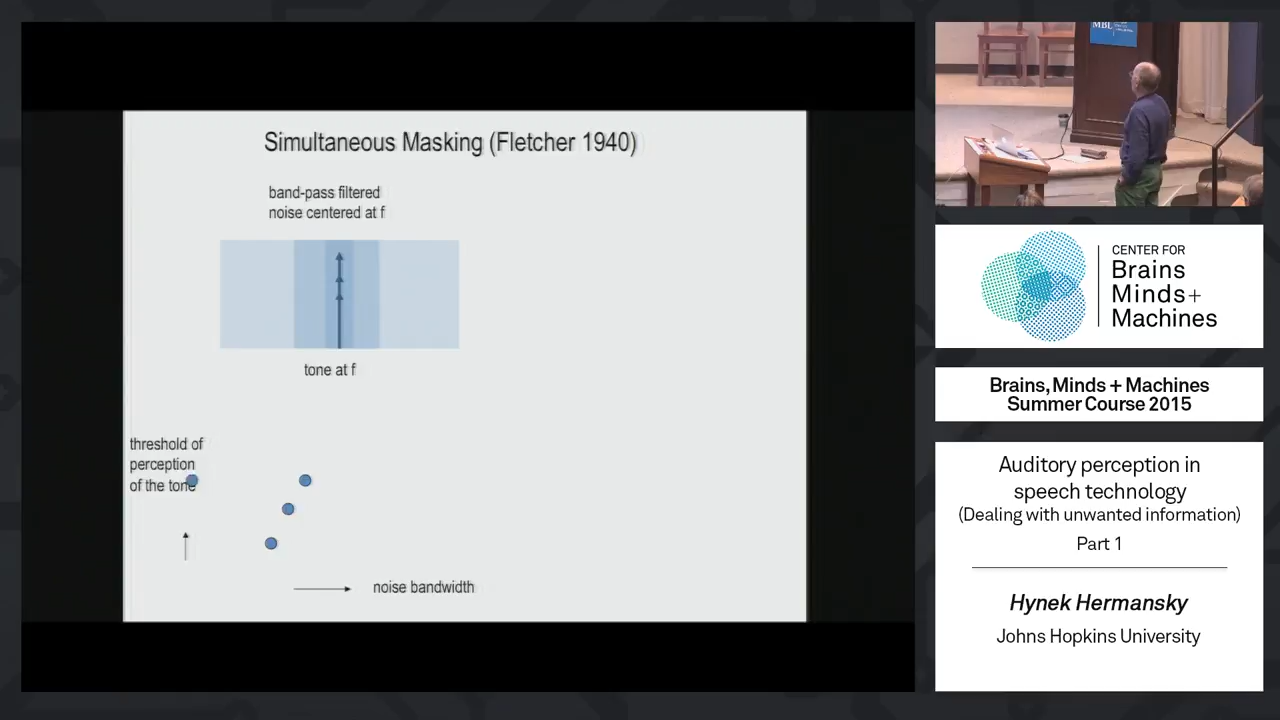 Simultaneous Masking (Fletcher 1940)
band-pass filtered
noise centered at f
tone at f
threshold of
perception
of the tone
noise bandwidth
MBL
CENTER FOR
Brains
Minds+
Machines
Brains, Minds + Machines
Summer Course 2015
Auditory perception in
speech technology
(Dealing with unwanted information)
Part 1
Hynek Hermansky
Johns Hopkins University